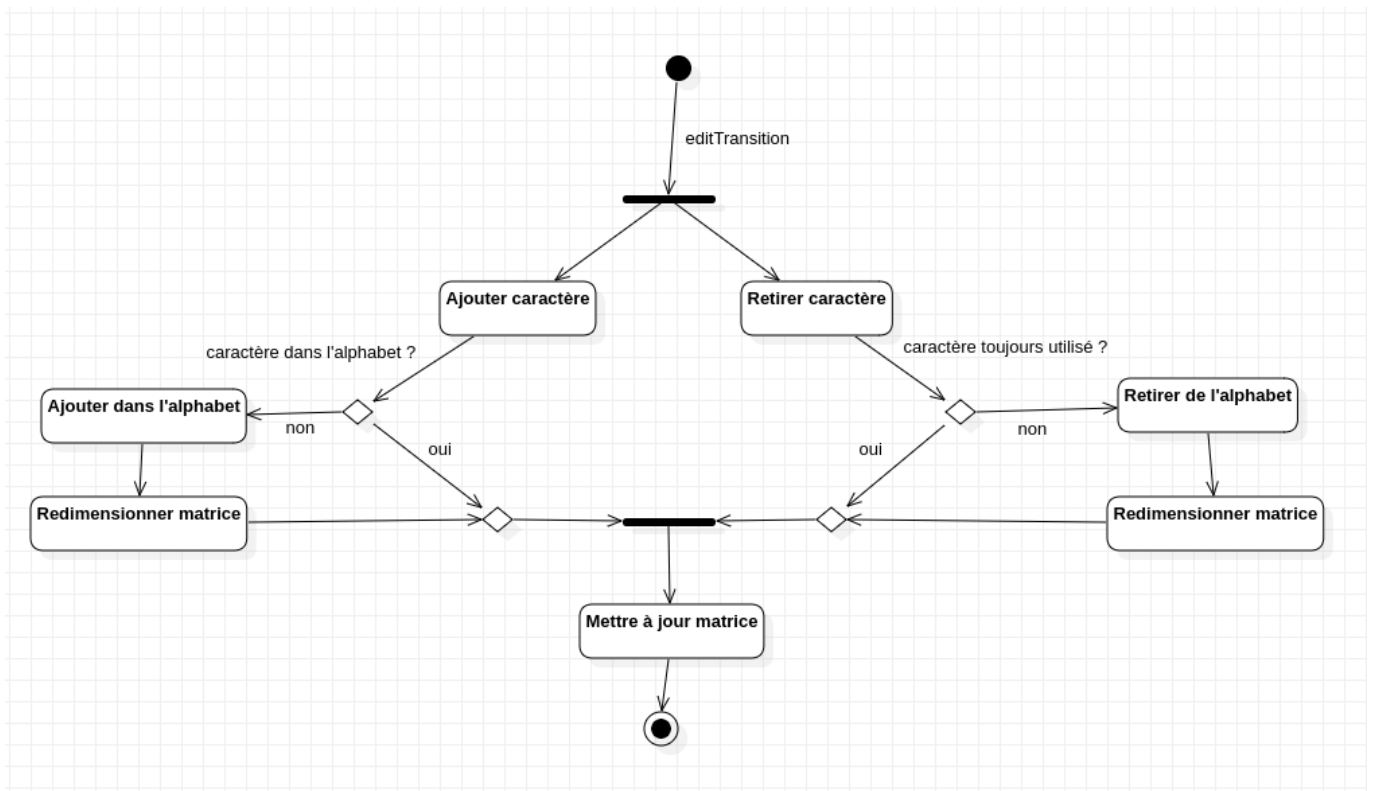 editTransition
Ajouter caractère
Retirer caractère
caractère dans l'alphabet ?
caractère toujours utilisé ?
Ajouter dans l'alphabet
Retirer de l'alphabet
non
non
oui
oui
Redimensionner matrice
Redimensionner matrice
Mettre à jour matrice